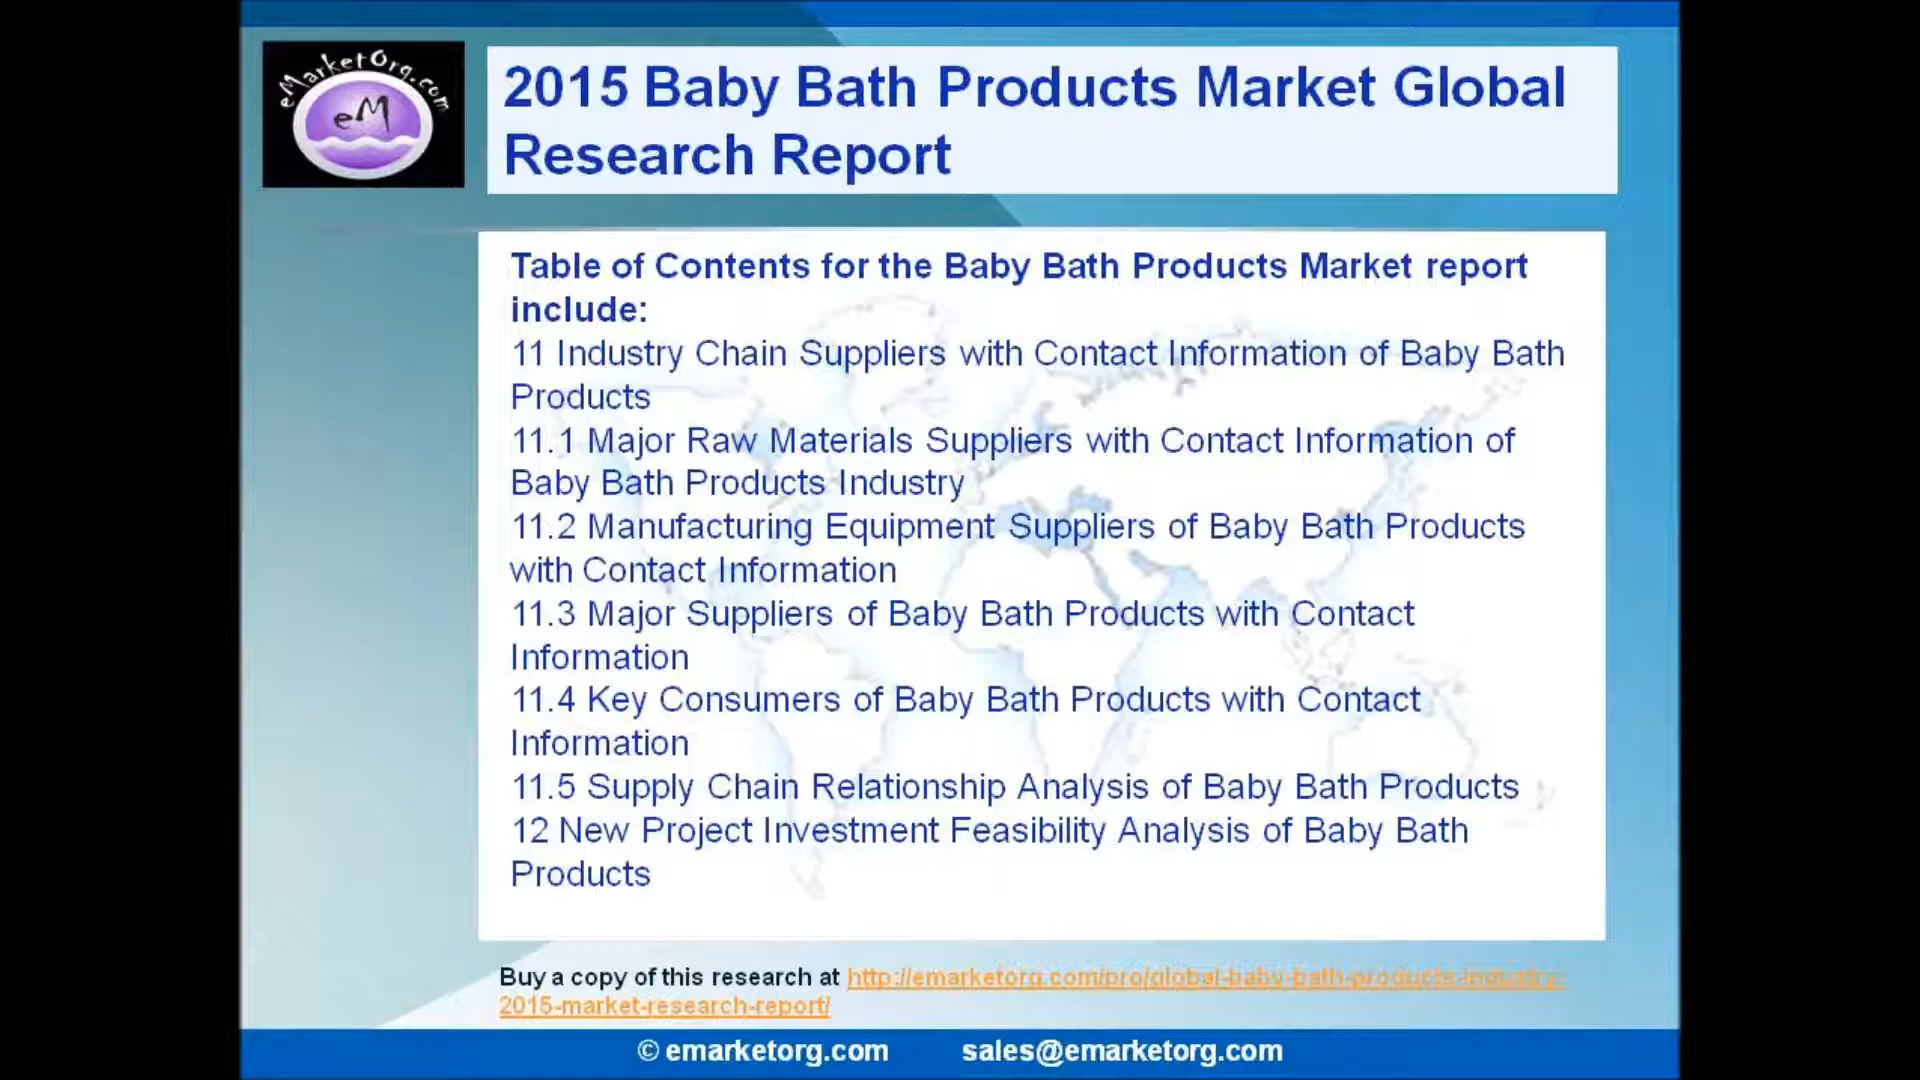 eMarketOrg.com
eM
2015 Baby Bath Products Market Global
Research Report
Table of Contents for the Baby Bath Products Market report
include:
11 Industry Chain Suppliers with Contact Information of Baby Bath
Products
11.1 Major Raw Materials Suppliers with Contact Information of
Baby Bath Products Industry
11.2 Manufacturing Equipment Suppliers of Baby Bath Products
with Contact Information
11.3 Major Suppliers of Baby Bath Products with Contact
Information
11.4 Key Consumers of Baby Bath Products with Contact
Information
11.5 Supply Chain Relationship Analysis of Baby Bath Products
12 New Project Investment Feasibility Analysis of Baby Bath
Products
Buy a copy of this research at http://emarketorg.com/pro/global-baby-bath-products-industry-
2015-market-research-report/
© emarketorg.com sales@emarketorg.com